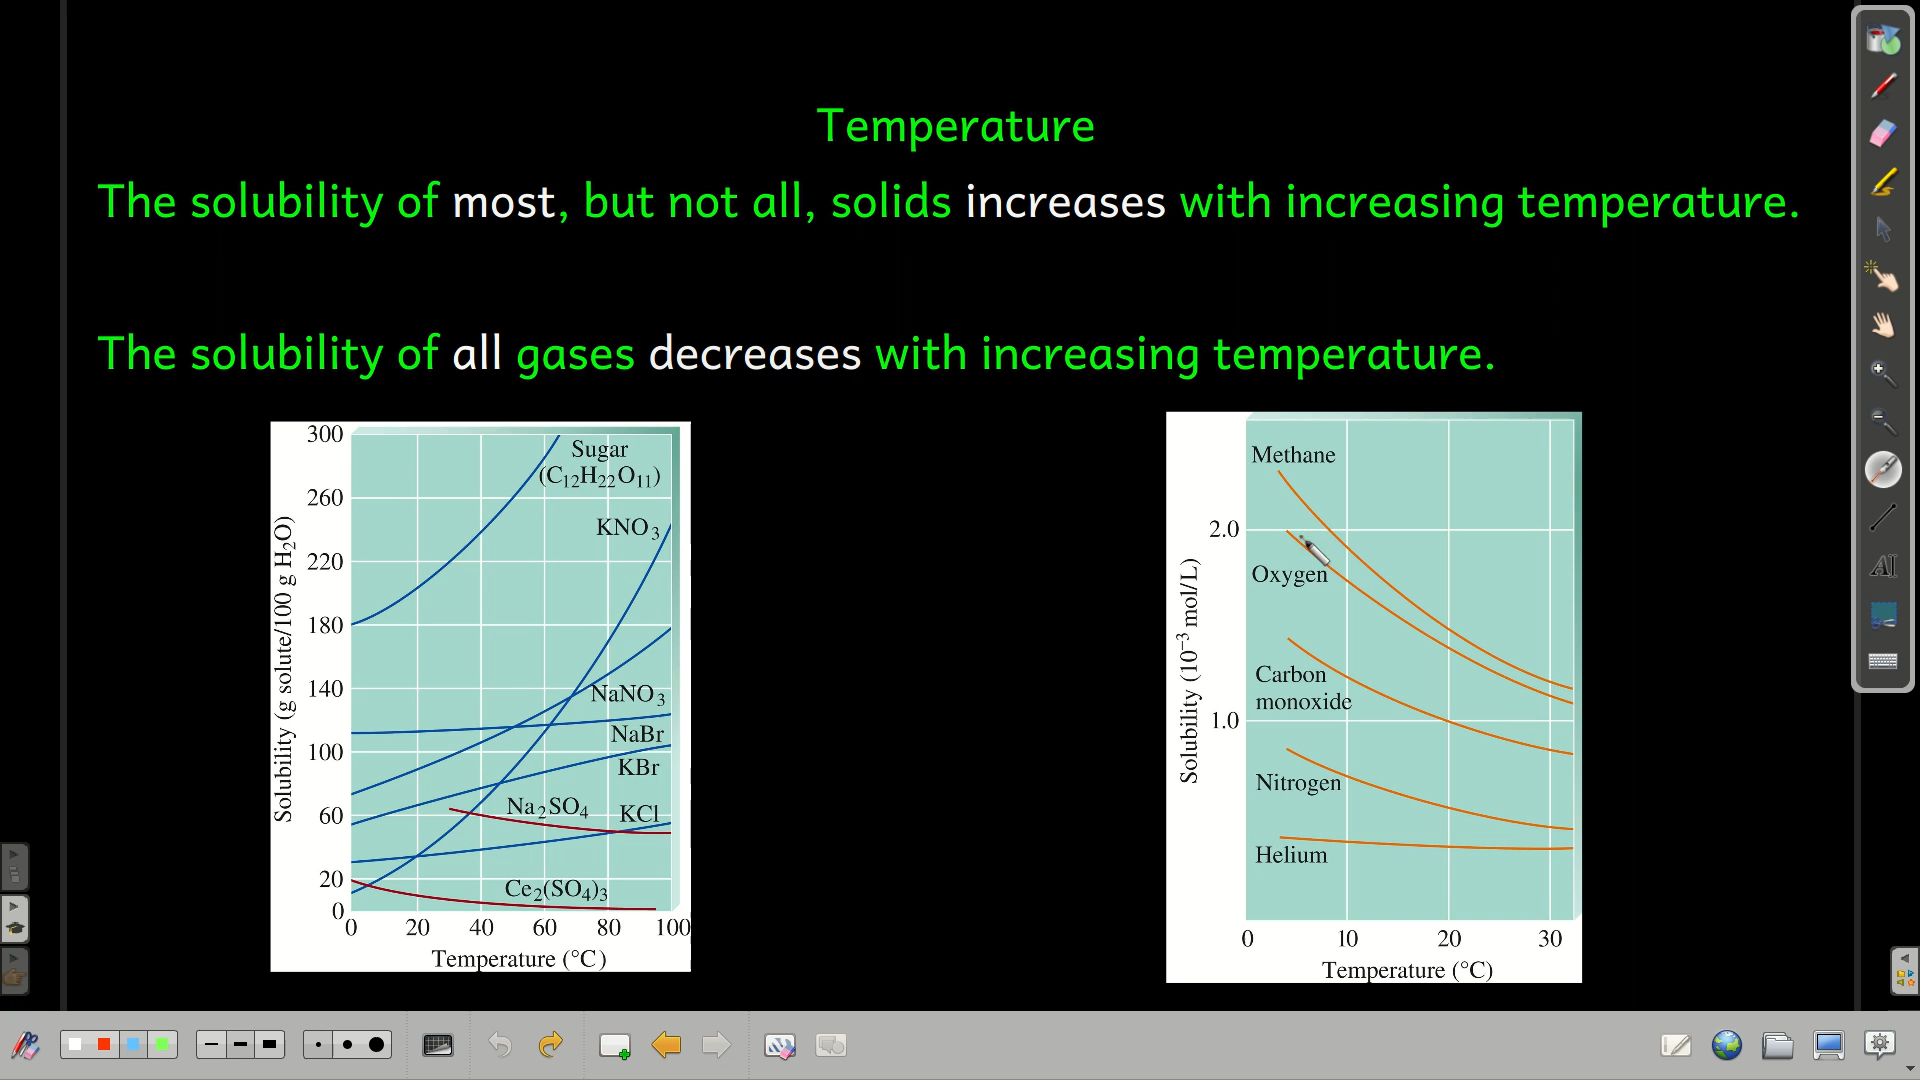 Temperature
The solubility of most, but not all, solids increases with increasing temperature.
The solubility of all gases decreases with increasing temperature.
Solubility (g solute/100 g H₂O)
300
260
220
180
140
100
60
20
0
Sugar
(C₁₂H₂₂O₁₁)
KNO₃
NaNO₃
NaBr
KBr
Na₂SO₄
KCl
Ce₂(SO₄)₃
0 20 40 60 80 100
Temperature (°C)
Solubility (10⁻³ mol/L)
2.0
1.0
Methane
Oxygen
Carbon
monoxide
Nitrogen
Helium
0 10 20 30
Temperature (°C)
AI